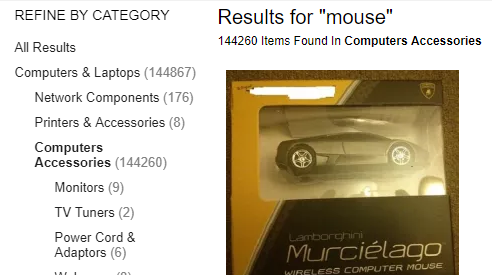 REFINE BY CATEGORY
All Results
Computers & Laptops (144867)
Network Components (176)
Printers & Accessories (8)
Computers
Accessories (144260)
Monitors (9)
TV Tuners (2)
Power Cord &
Adaptors (6)
Results for "mouse"
144260 Items Found In Computers Accessories
Lamborghini
Murciélago
WIRELESS COMPUTER MOUSE